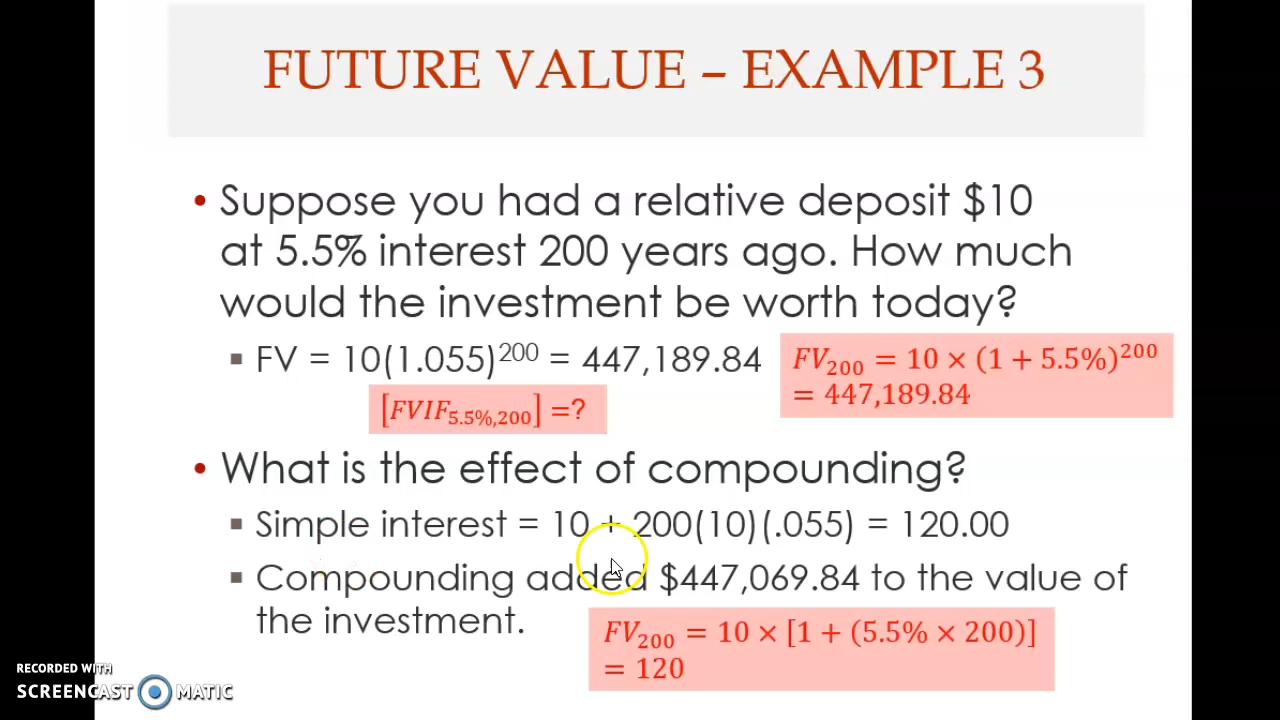 FUTURE VALUE – EXAMPLE 3
• Suppose you had a relative deposit $10
at 5.5% interest 200 years ago. How much
would the investment be worth today?
▪ FV = 10(1.055)^200 = 447,189.84
FV₂₀₀ = 10 × (1 + 5.5%)^200
= 447,189.84
[FVIF₅.₅%,₂₀₀] =?
• What is the effect of compounding?
▪ Simple interest = 10 + 200(10)(.055) = 120.00
▪ Compounding added $447,069.84 to the value of
the investment.
FV₂₀₀ = 10 × [1 + (5.5% × 200)]
= 120
RECORDED WITH
SCREENCAST MATIC